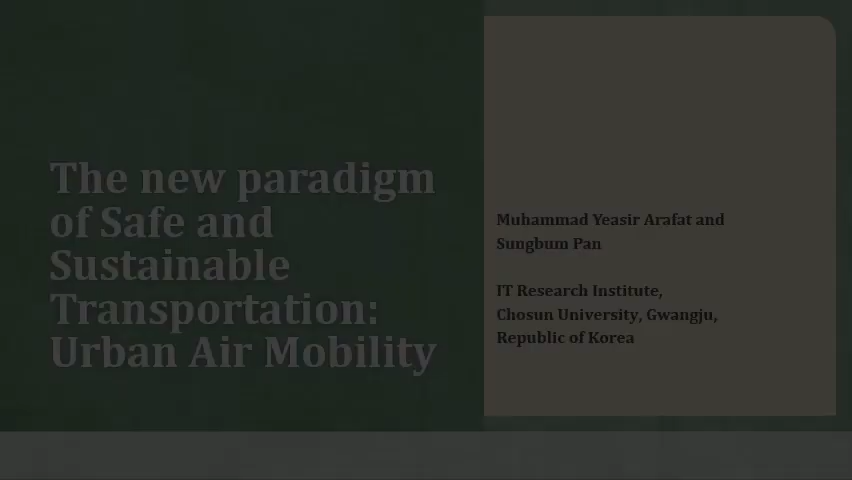 The new paradigm
of Safe and
Sustainable
Transportation:
Urban Air Mobility
Muhammad Yeasir Arafat and
Sungbum Pan
IT Research Institute,
Chosun University, Gwangju,
Republic of Korea